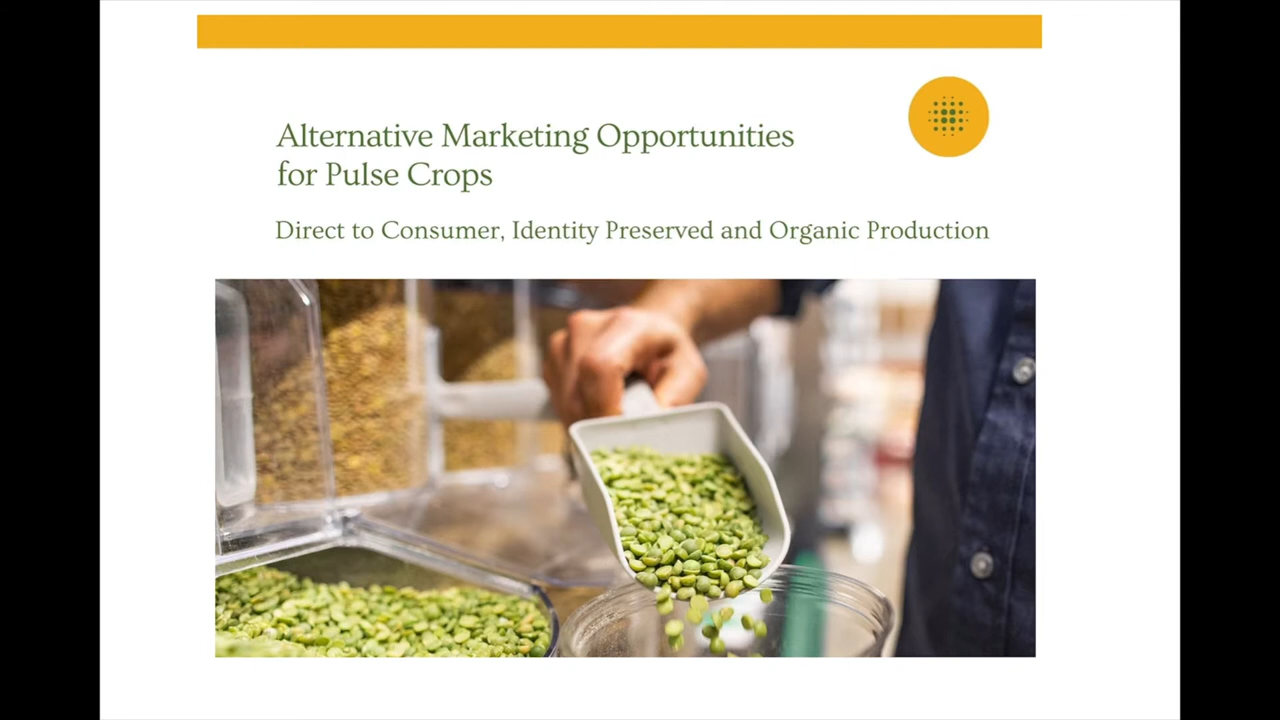 Alternative Marketing Opportunities
for Pulse Crops
Direct to Consumer, Identity Preserved and Organic Production